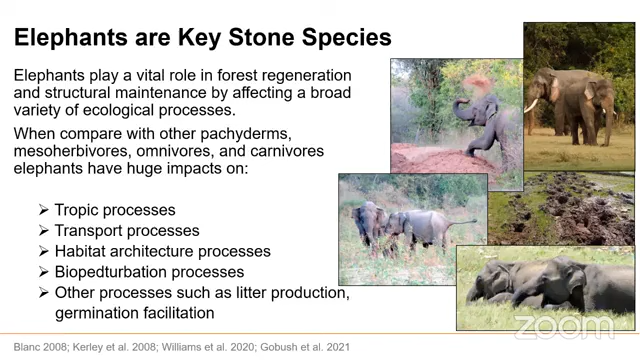 Elephants are Key Stone Species
Elephants play a vital role in forest regeneration
and structural maintenance by affecting a broad
variety of ecological processes.
When compare with other pachyderms,
mesoherbivores, omnivores, and carnivores
elephants have huge impacts on:
➢ Tropic processes
➢ Transport processes
➢ Habitat architecture processes
➢ Biopedturbation processes
➢ Other processes such as litter production,
germination facilitation
Blanc 2008; Kerley et al. 2008; Williams et al. 2020; Gobush et al. 2021
zoom